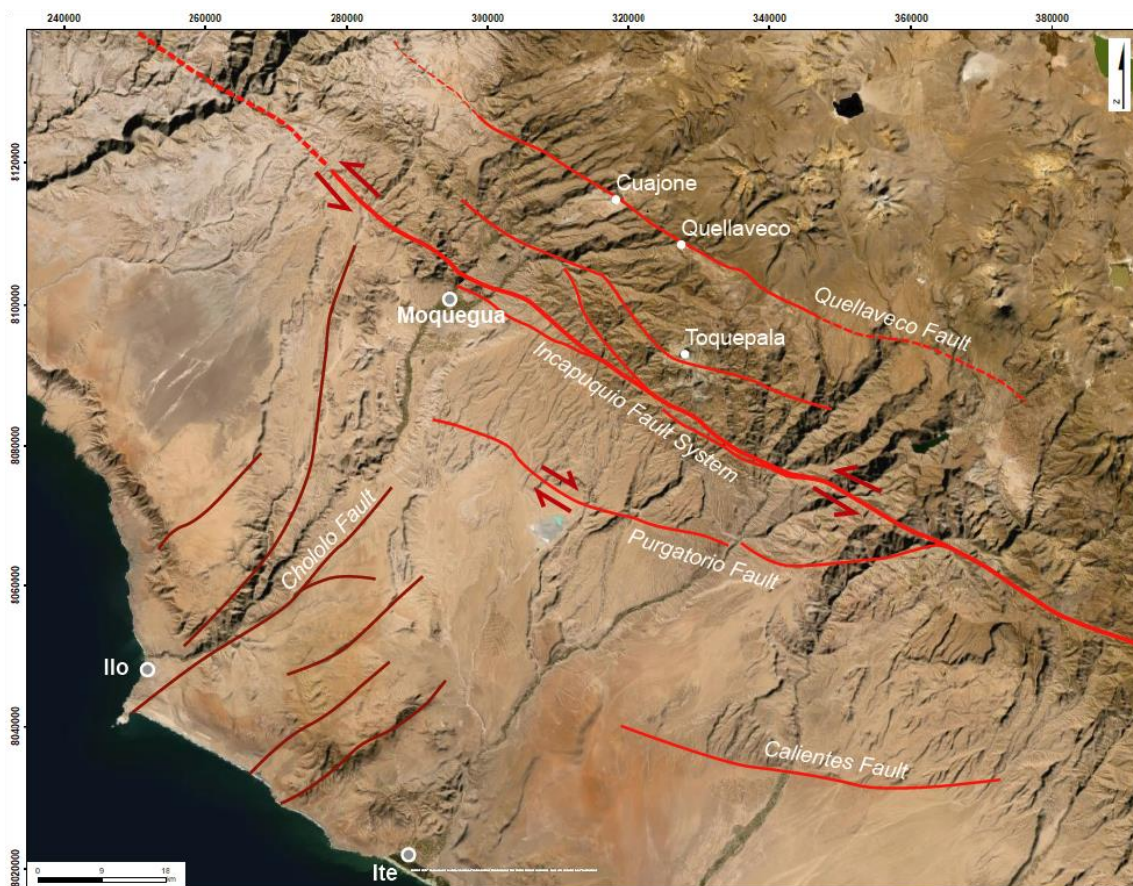 240000 260000 280000 300000 320000 340000 360000 380000
8120000
8100000
8080000
8060000
8040000
8020000
N
Cuajone
Quellaveco
Quellaveco Fault
Moquegua
Toquepala
Incapuquio Fault System
Chololo Fault
Purgatorio Fault
Ilo
Calientes Fault
Ite
0 9 18
km